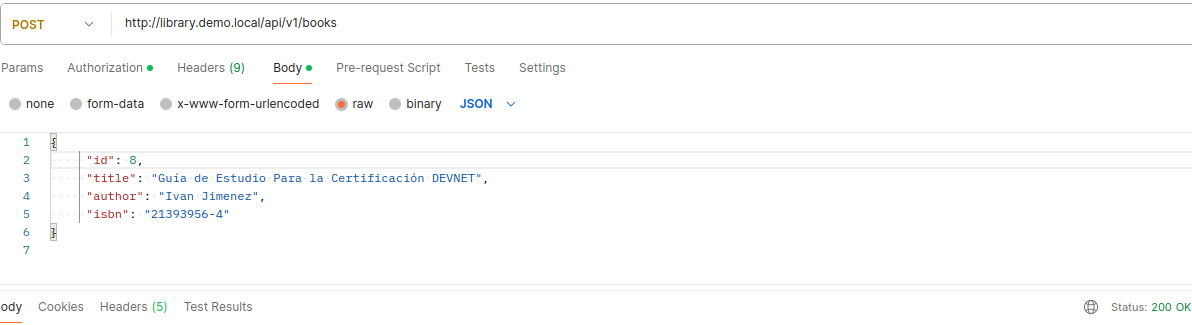 POST http://library.demo.local/api/v1/books
Params Authorization Headers (9) Body Pre-request Script Tests Settings
none form-data x-www-form-urlencoded raw binary JSON
1 {
2 "id": 8,
3 "title": "Guía de Estudio Para la Certificación DEVNET",
4 "author": "Ivan Jimenez",
5 "isbn": "21393956-4"
6 }
7
ody Cookies Headers (5) Test Results Status: 200 OK